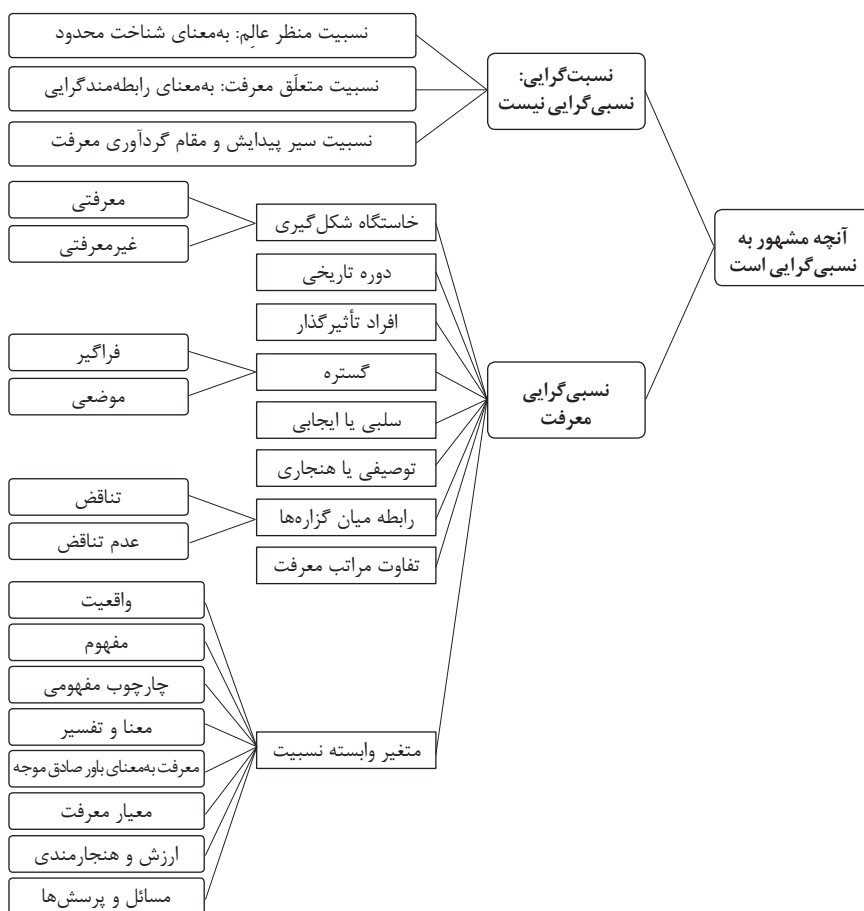 آنچه مشهور به
نسبی‌گرایی است
نسبت‌گرایی:
نسبی‌گرایی نیست
نسبیت منظر عالِم: به‌معنای شناخت محدود
نسبیت متعلَق معرفت: به‌معنای رابطه‌مندگرایی
نسبیت سیر پیدایش و مقام گردآوری معرفت
نسبی‌گرایی
معرفت
خاستگاه شکل‌گیری
معرفتی
غیرمعرفتی
دوره تاریخی
افراد تأثیرگذار
گستره
فراگیر
موضعی
سلبی یا ایجابی
توصیفی یا هنجاری
رابطه میان گزاره‌ها
تناقض
عدم تناقض
تفاوت مراتب معرفت
متغیر وابسته نسبیت
واقعیت
مفهوم
چارچوب مفهومی
معنا و تفسیر
معرفت به‌معنای باور صادق موجه
معیار معرفت
ارزش و هنجارمندی
مسائل و پرسش‌ها